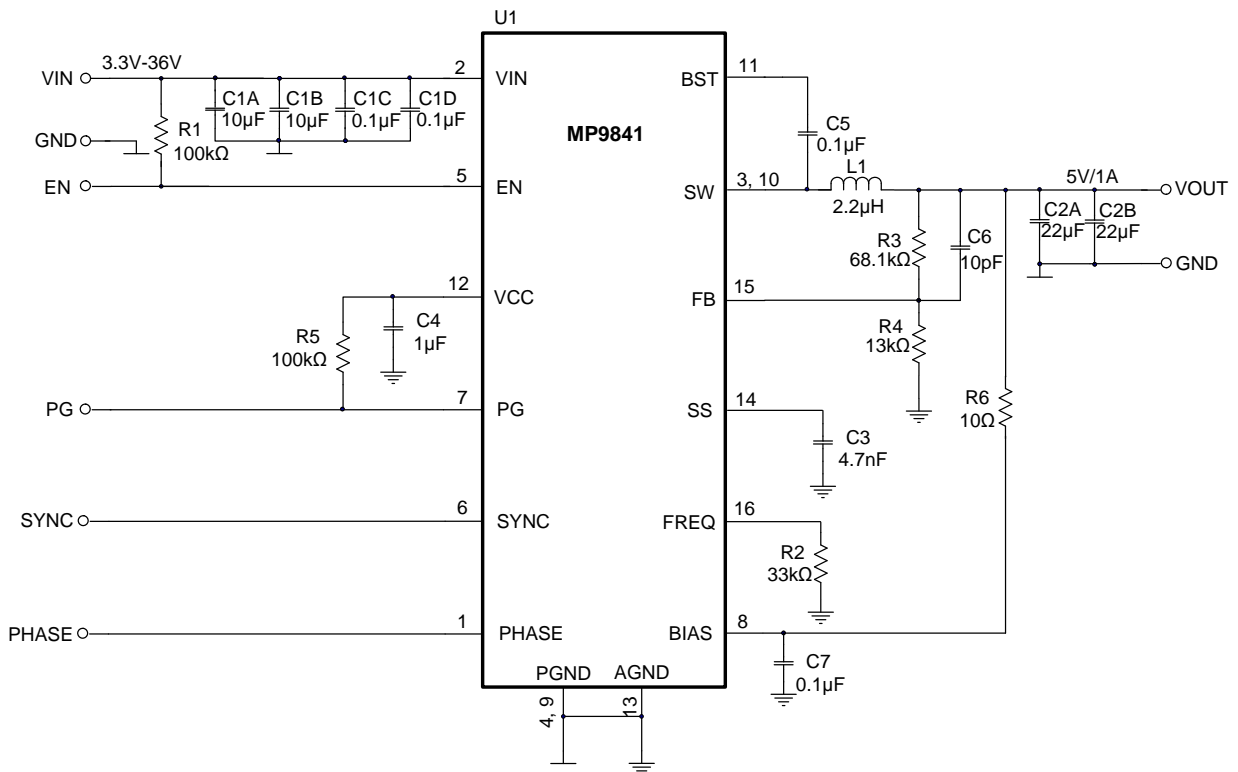 U1
VIN
3.3V-36V
2
VIN
C1A
10µF
C1B
10µF
C1C
0.1µF
C1D
0.1µF
GND
R1
100kΩ
EN
5
EN
MP9841
BST
11
C5
0.1µF
SW
3, 10
L1
2.2µH
5V/1A
VOUT
C2A
22µF
C2B
22µF
GND
R3
68.1kΩ
C6
10pF
12
VCC
C4
1µF
R5
100kΩ
FB
15
R4
13kΩ
PG
7
PG
SS
14
C3
4.7nF
R6
10Ω
SYNC
6
SYNC
FREQ
16
R2
33kΩ
PHASE
1
PHASE
BIAS
8
C7
0.1µF
PGND
AGND
4, 9
13